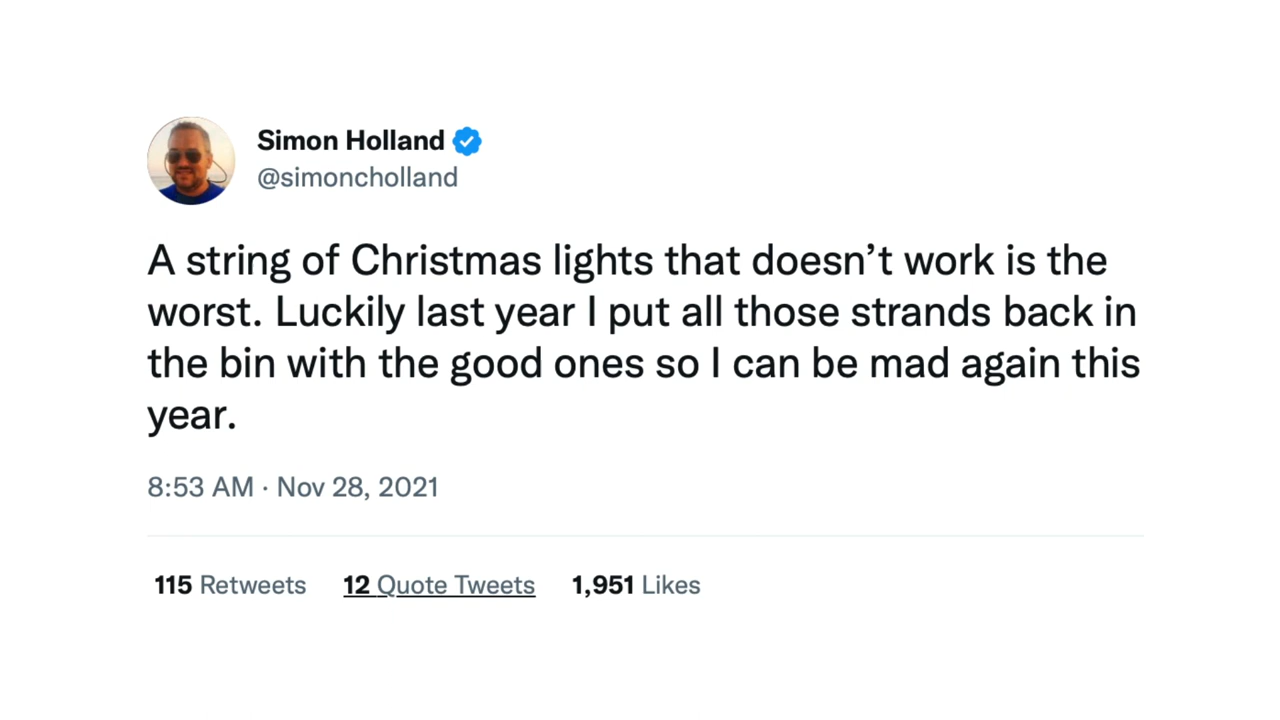 Simon Holland
@simoncholland
A string of Christmas lights that doesn’t work is the
worst. Luckily last year I put all those strands back in
the bin with the good ones so I can be mad again this
year.
8:53 AM · Nov 28, 2021
115 Retweets 12 Quote Tweets 1,951 Likes